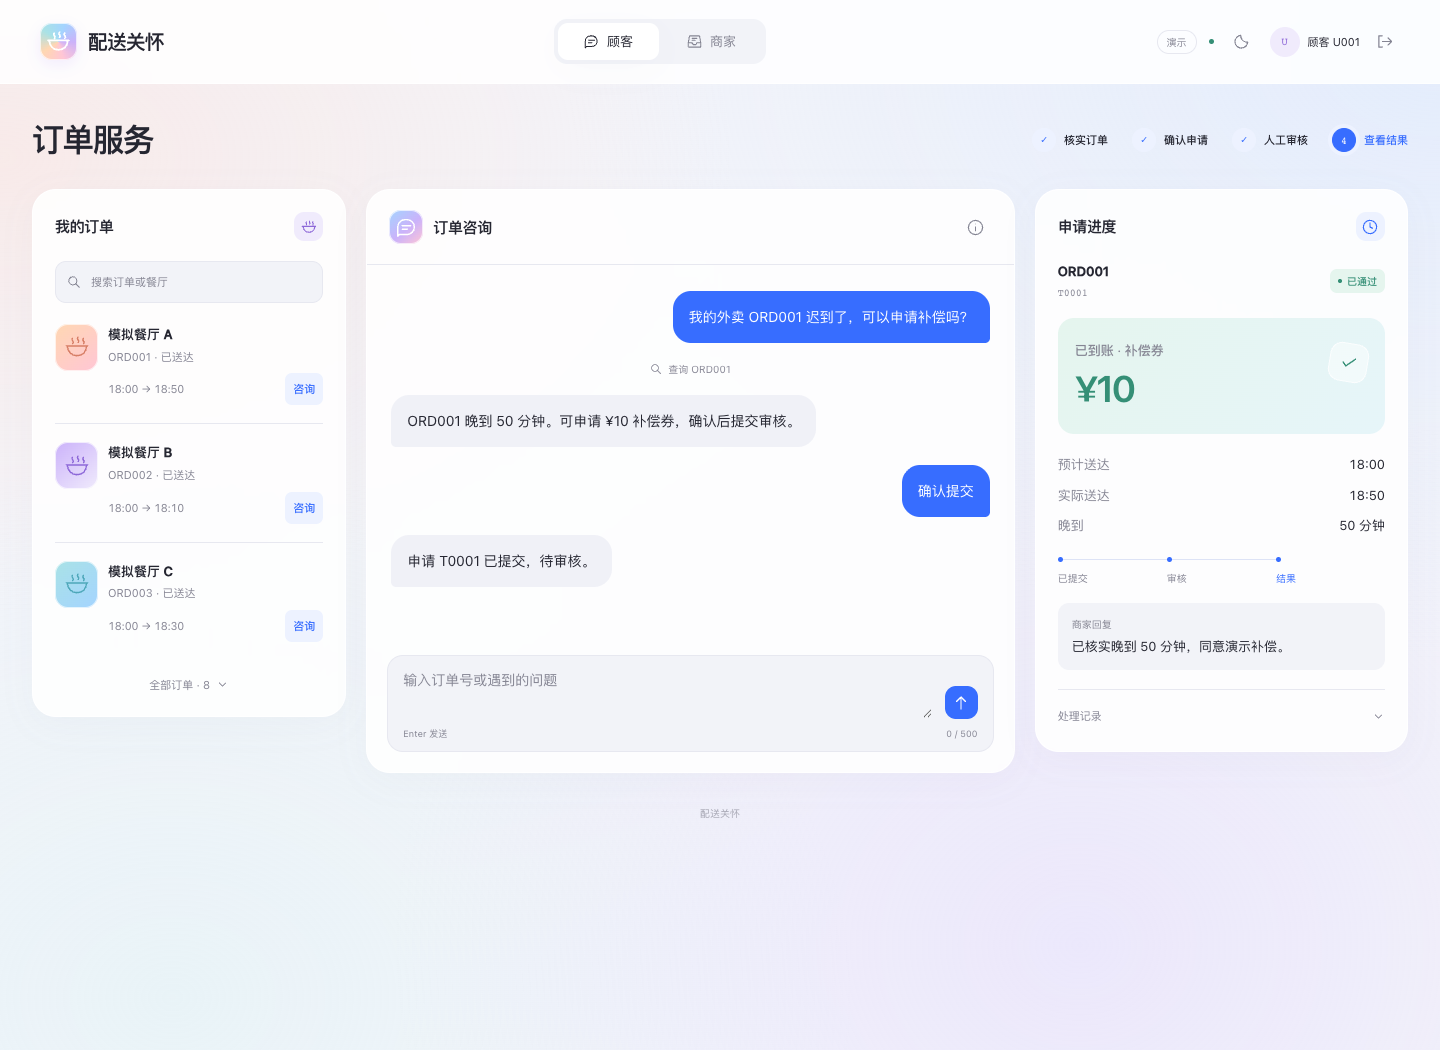 配送关怀
顾客
商家
演示
U
顾客 U001
订单服务
✓ 核实订单
✓ 确认申请
✓ 人工审核
4 查看结果
我的订单
搜索订单或餐厅
模拟餐厅 A
ORD001 · 已送达
18:00 → 18:50
咨询
模拟餐厅 B
ORD002 · 已送达
18:00 → 18:10
咨询
模拟餐厅 C
ORD003 · 已送达
18:00 → 18:30
咨询
全部订单 · 8
订单咨询
我的外卖 ORD001 迟到了，可以申请补偿吗？
查询 ORD001
ORD001 晚到 50 分钟。可申请 ¥10 补偿券，确认后提交审核。
确认提交
申请 T0001 已提交，待审核。
输入订单号或遇到的问题
Enter 发送
0 / 500
申请进度
ORD001
T0001
已通过
已到账 · 补偿券
¥10
预计送达 18:00
实际送达 18:50
晚到 50 分钟
已提交
审核
结果
商家回复
已核实晚到 50 分钟，同意演示补偿。
处理记录
配送关怀